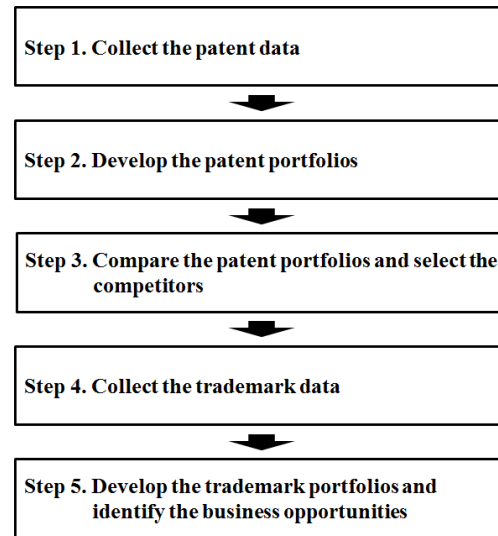 Step 1. Collect the patent data
Step 2. Develop the patent portfolios
Step 3. Compare the patent portfolios and select the
competitors
Step 4. Collect the trademark data
Step 5. Develop the trademark portfolios and
identify the business opportunities